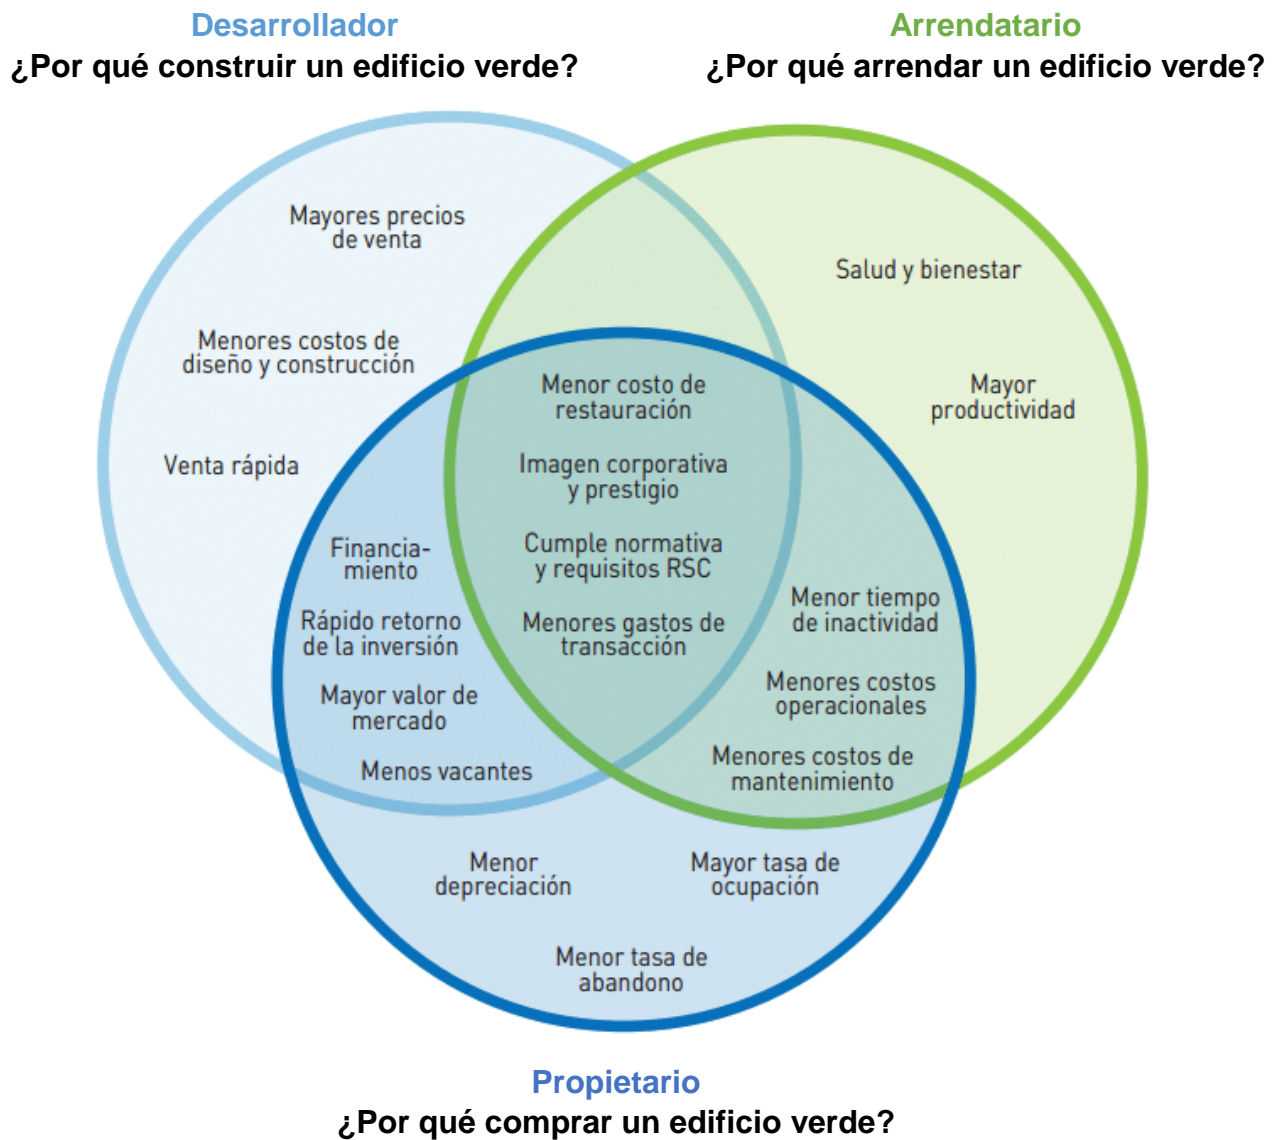 Desarrollador
¿Por qué construir un edificio verde?
Arrendatario
¿Por qué arrendar un edificio verde?
Mayores precios
de venta
Menores costos de
diseño y construcción
Venta rápida
Salud y bienestar
Mayor
productividad
Menor costo de
restauración
Imagen corporativa
y prestigio
Cumple normativa
y requisitos RSC
Menores gastos de
transacción
Financia-
miento
Rápido retorno
de la inversión
Mayor valor de
mercado
Menos vacantes
Menor tiempo
de inactividad
Menores costos
operacionales
Menores costos de
mantenimiento
Menor
depreciación
Mayor tasa de
ocupación
Menor tasa de
abandono
Propietario
¿Por qué comprar un edificio verde?